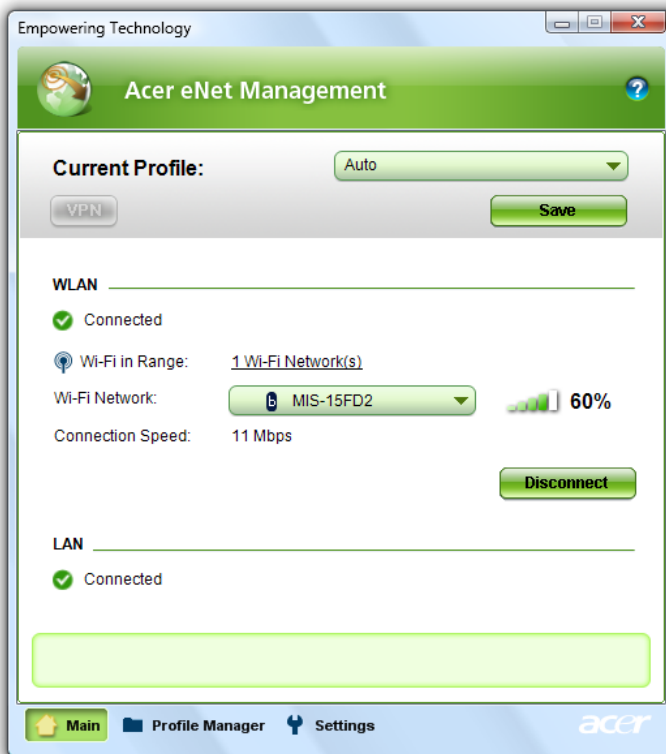 Empowering Technology
Acer eNet Management
?
Current Profile: Auto
VPN Save
WLAN
Connected
Wi-Fi in Range: 1 Wi-Fi Network(s)
Wi-Fi Network: b MIS-15FD2 60%
Connection Speed: 11 Mbps
Disconnect
LAN
Connected
Main Profile Manager Settings acer